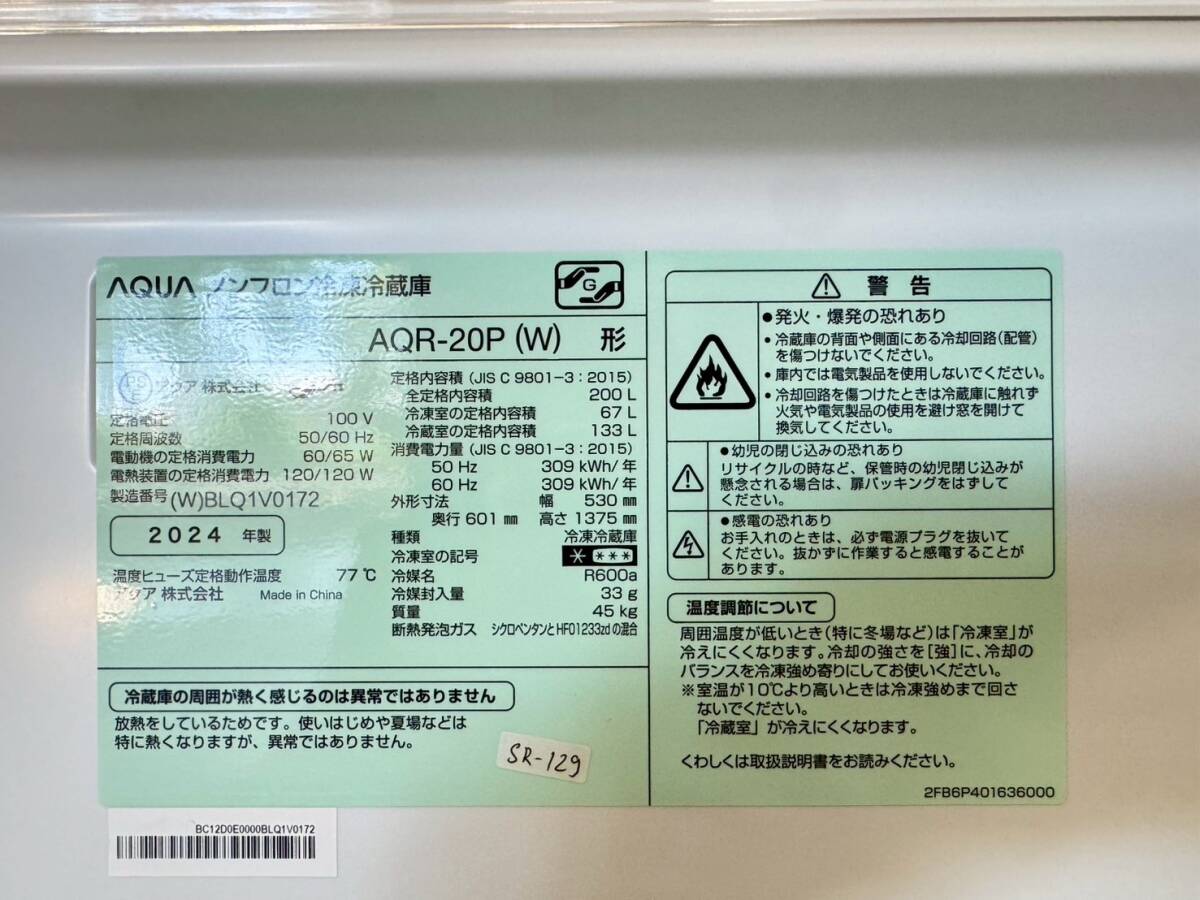 AQUA ノンフロン冷凍冷蔵庫
G
AQR-20P (W) 形
アクア 株式会社
定格電圧 100 V
定格周波数 50/60 Hz
電動機の定格消費電力 60/65 W
電熱装置の定格消費電力 120/120 W
製造番号 (W)BLQ1V0172
2024 年製
温度ヒューズ定格動作温度 77 ℃
アクア 株式会社 Made in China
定格内容積 (JIS C 9801-3:2015)
全定格内容積 200 L
冷凍室の定格内容積 67 L
冷蔵室の定格内容積 133 L
消費電力量 (JIS C 9801-3:2015)
50 Hz 309 kWh/年
60 Hz 309 kWh/年
外形寸法 幅 530 ㎜
奥行 601 ㎜ 高さ 1375 ㎜
種類 冷凍冷蔵庫
冷凍室の記号 * ***
冷媒名 R600a
冷媒封入量 33 g
質量 45 kg
断熱発泡ガス シクロペンタンとHFO1233zdの混合
冷蔵庫の周囲が熱く感じるのは異常ではありません
放熱をしているためです。使いはじめや夏場などは
特に熱くなりますが、異常ではありません。
SR-129
BC12D0E0000BLQ1V0172
警告
●発火・爆発の恐れあり
・冷蔵庫の背面や側面にある冷却回路(配管)
を傷つけないでください。
・庫内では電気製品を使用しないでください。
・冷却回路を傷つけたときは冷蔵庫に触れず
火気や電気製品の使用を避け窓を開けて
換気してください。
●幼児の閉じ込みの恐れあり
リサイクルの時など、保管時の幼児閉じ込みが
懸念される場合は、扉パッキングをはずして
ください。
●感電の恐れあり
お手入れのときは、必ず電源プラグを抜いて
ください。抜かずに作業すると感電することが
あります。
温度調節について
周囲温度が低いとき(特に冬場など)は「冷凍室」が
冷えにくくなります。冷却の強さを[強]に、冷却の
バランスを冷凍強め寄りにしてお使いください。
※室温が10℃より高いときは冷凍強めまで回さ
ないでください。
「冷蔵室」が冷えにくくなります。
くわしくは取扱説明書をお読みください。
2FB6P401636000